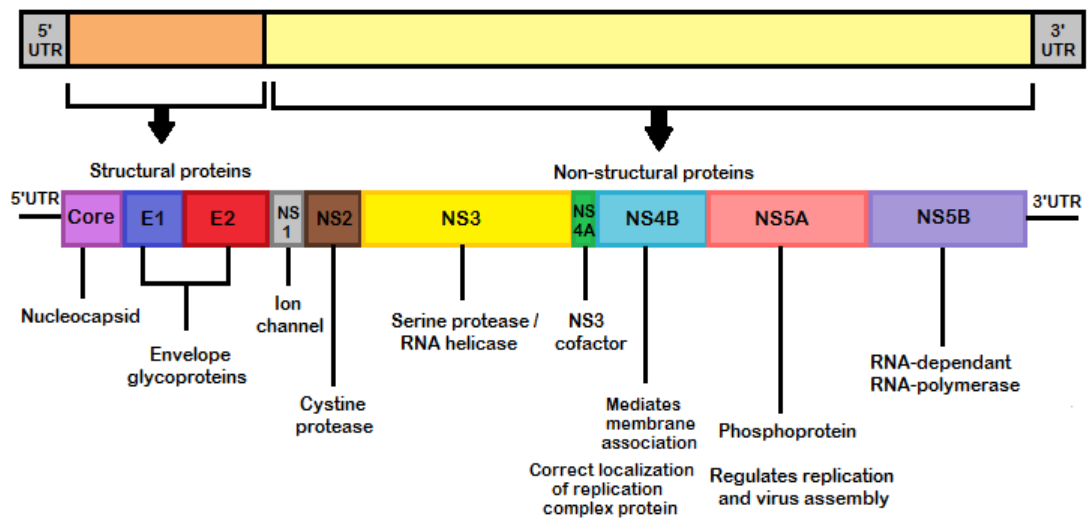 5'
UTR
3'
UTR
Structural proteins
Non-structural proteins
5'UTR
Core
E1
E2
NS
1
NS2
NS3
NS
4A
NS4B
NS5A
NS5B
3'UTR
Nucleocapsid
Envelope
glycoproteins
Ion
channel
Cystine
protease
Serine protease /
RNA helicase
NS3
cofactor
Mediates
membrane
association
Correct localization
of replication
complex protein
Phosphoprotein
Regulates replication
and virus assembly
RNA-dependant
RNA-polymerase